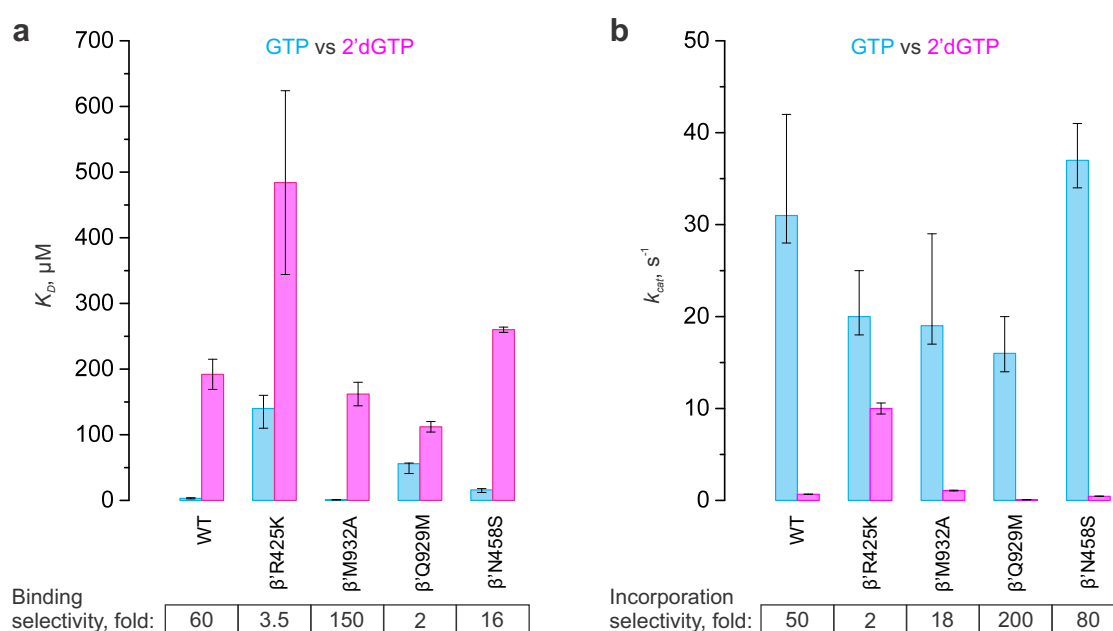 a
GTP vs 2'dGTP
700
600
500
400
300
200
100
0
K_D, µM
WT
β'R425K
β'M932A
β'Q929M
β'N458S
Binding
selectivity, fold: 60 3.5 150 2 16
b
GTP vs 2'dGTP
50
40
30
20
10
0
k_cat, s⁻¹
WT
β'R425K
β'M932A
β'Q929M
β'N458S
Incorporation
selectivity, fold: 50 2 18 200 80